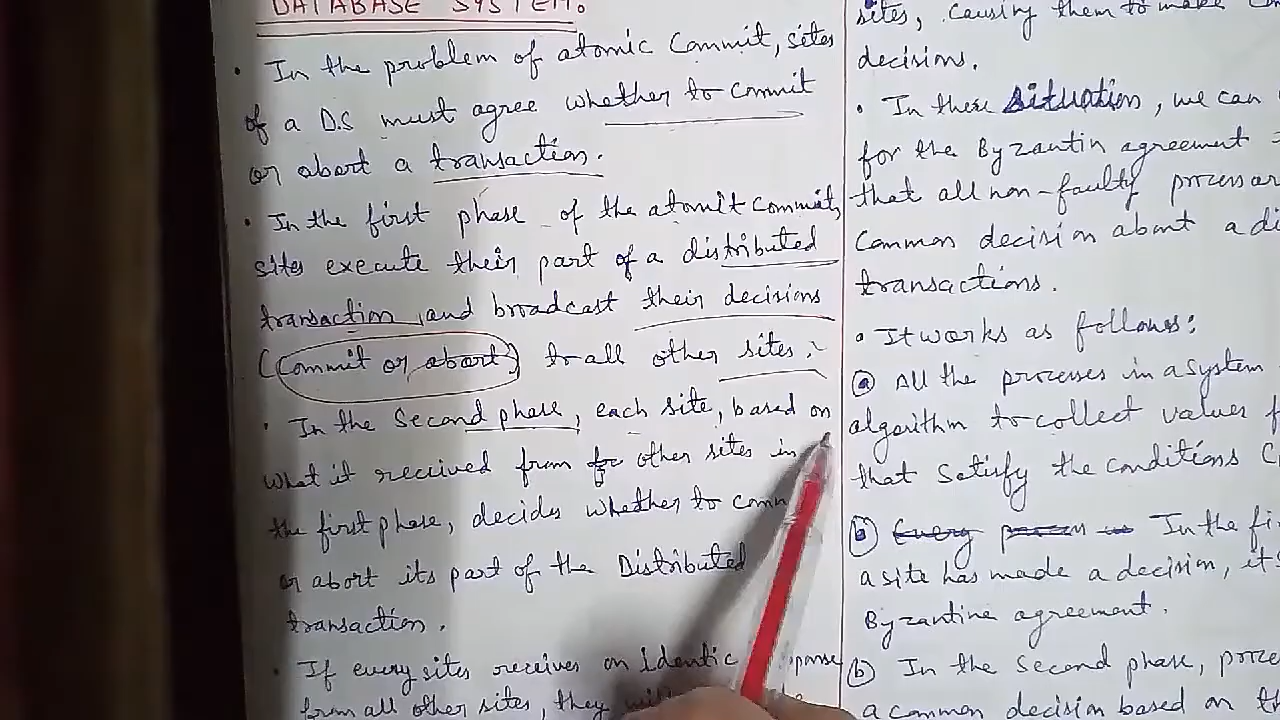 DATABASE SYSTEM.
• In the problem of atomic Commit, sites
of a D.S must agree whether to commit
or abort a transaction.
• In the first phase of the atomit Commit,
sites execute their part of a distributed
transaction, and broadcast their decisions
(Commit or abort) to all other sites.
• In the Second phase, each site, based on
what it received from other sites in
the first phase, decides whether to
or abort its part of the Distributed
transaction.
• If every sites receives an identic
from all other sites, they
sites, causing them to make
decisions.
• In these situation, we can
for the Byzantin agreement
that all non-faulty processor
Common decision about a di
transactions.
• It works as follows:
(a) All the processes in a system
algorithm to collect values f
that satisfy the conditions C
(b) Every In the fi
a site has made a decision, it's
Byzantine agreement.
(b) In the Second phase, proce
a common decision based on th